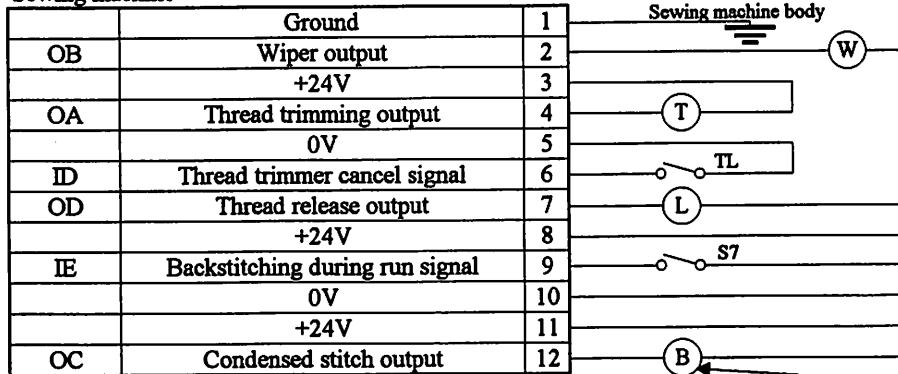 Sewing machine
Sewing machine body
Ground 1
OB Wiper output 2 W
+24V 3
OA Thread trimming output 4 T
0V 5
ID Thread trimmer cancel signal 6 TL
OD Thread release output 7 L
+24V 8
IE Backstitching during run signal 9 S7
0V 10
+24V 11
OC Condensed stitch output 12 B